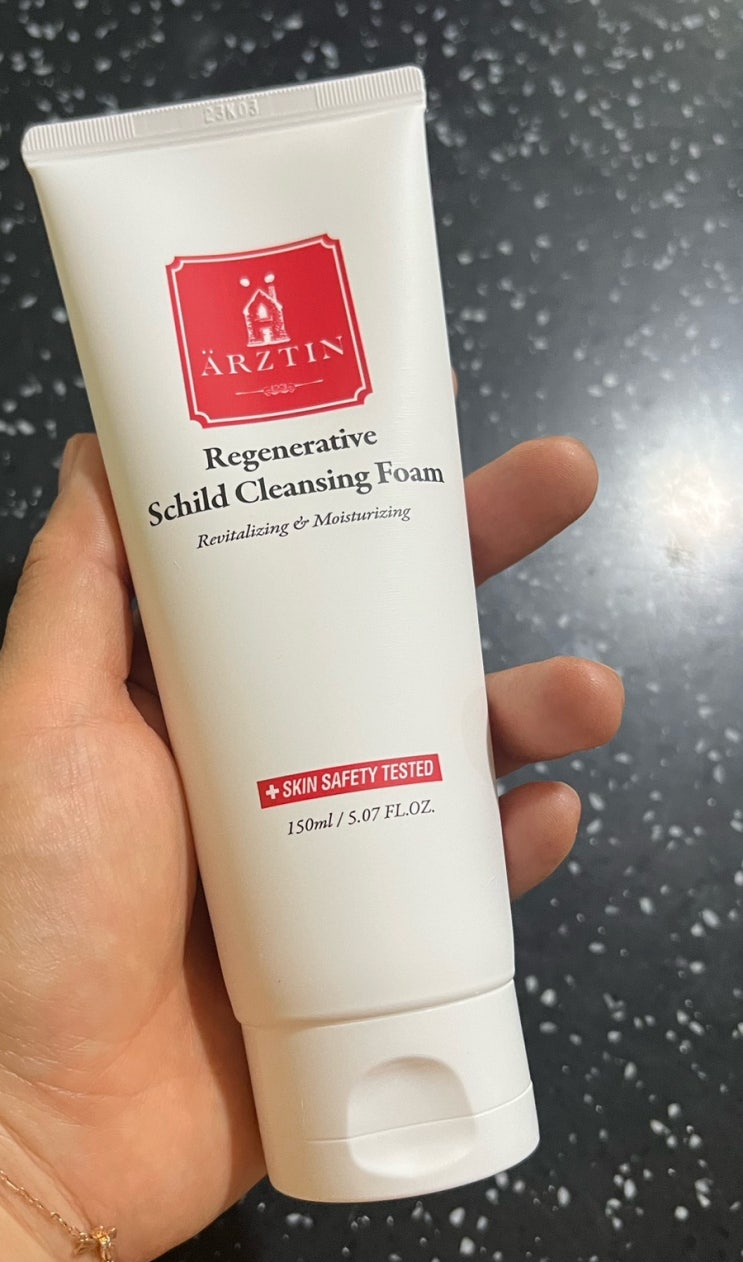 23K03
ÄRZTIN
Regenerative
Schild Cleansing Foam
Revitalizing & Moisturizing
SKIN SAFETY TESTED
150ml / 5.07 FL.OZ.